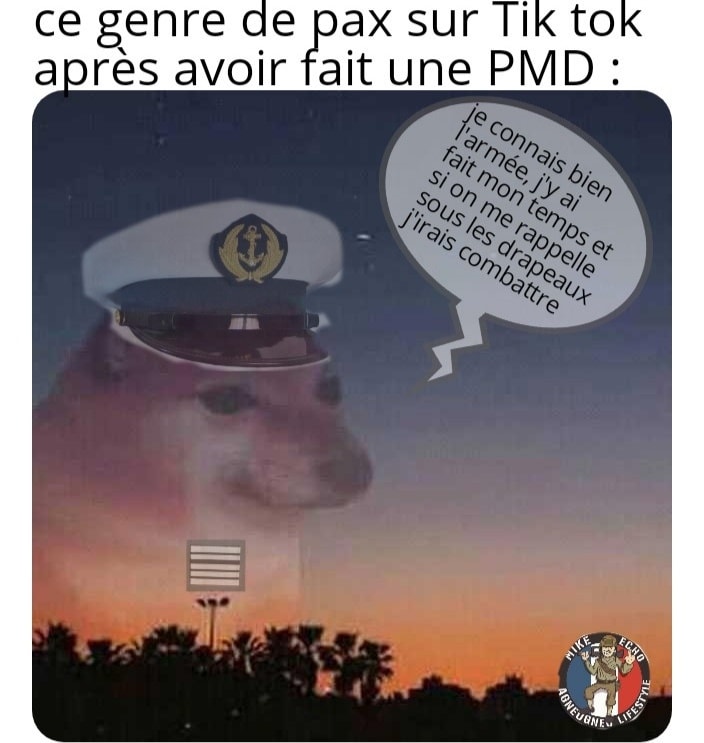 ce genre de pax sur Tik tok
après avoir fait une PMD :
je connais bien
l'armée, j'y ai
fait mon temps et
si on me rappelle
sous les drapeaux
j'irais combattre
MIKE ECHO
AGNEUGNEU LIFESTYLE